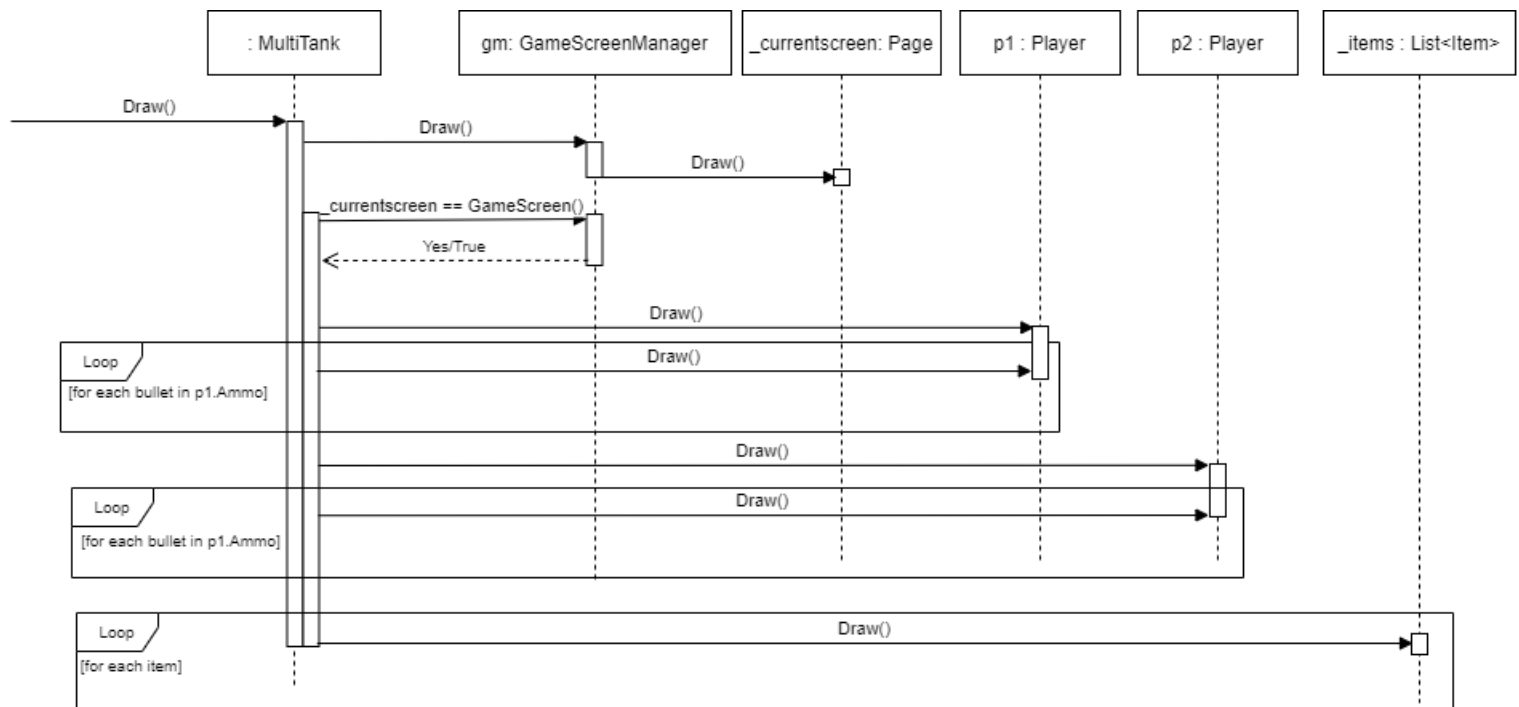 : MultiTank
gm: GameScreenManager
_currentscreen: Page
p1 : Player
p2 : Player
_items : List<Item>
Draw()
Draw()
Draw()
_currentscreen == GameScreen()
Yes/True
Draw()
Loop
Draw()
[for each bullet in p1.Ammo]
Draw()
Loop
Draw()
[for each bullet in p1.Ammo]
Loop
Draw()
[for each item]